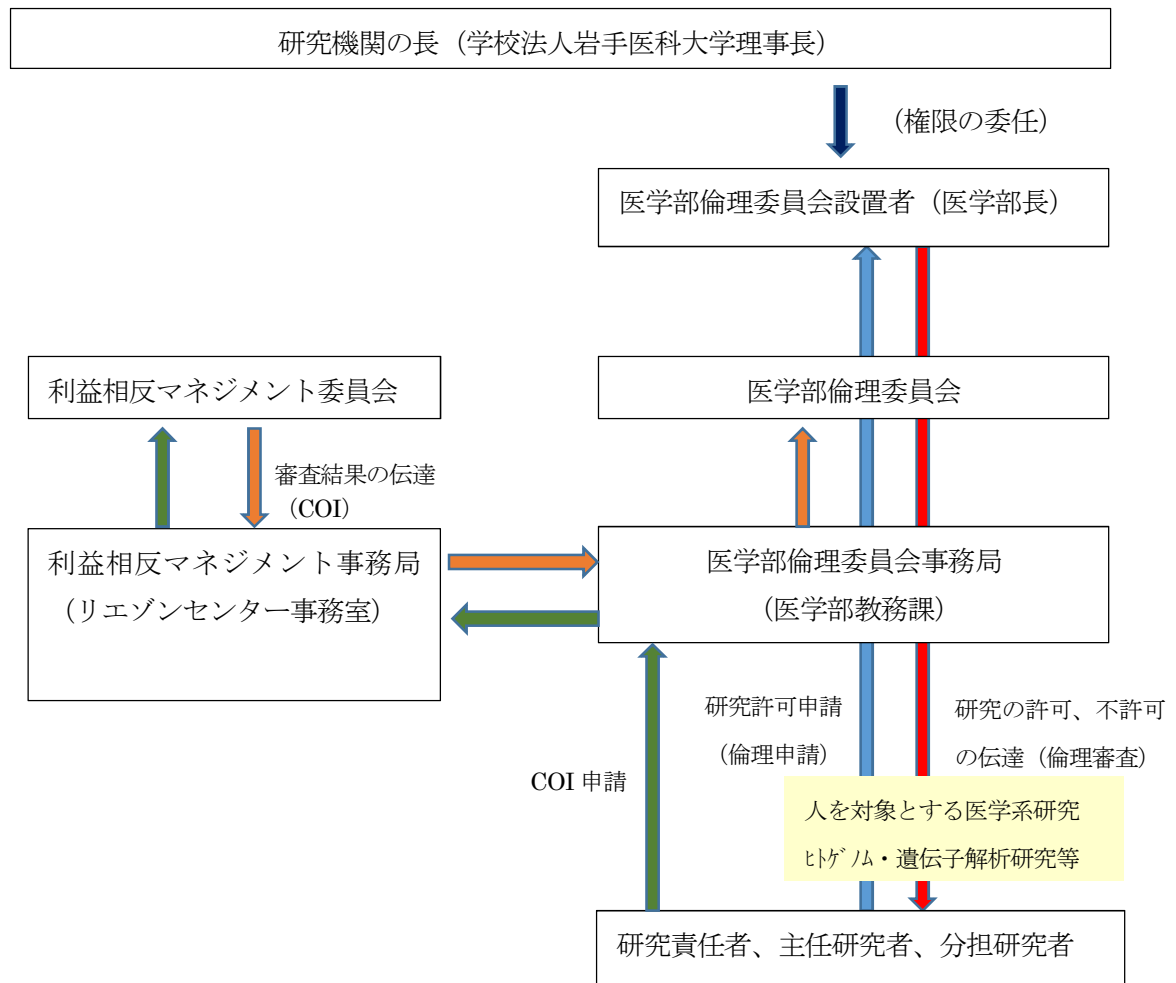 研究機関の長（学校法人岩手医科大学理事長）
（権限の委任）
医学部倫理委員会設置者（医学部長）
利益相反マネジメント委員会
医学部倫理委員会
審査結果の伝達
（COI）
利益相反マネジメント事務局
（リエゾンセンター事務室）
医学部倫理委員会事務局
（医学部教務課）
研究許可申請
（倫理申請）
研究の許可、不許可
の伝達（倫理審査）
COI 申請
人を対象とする医学系研究
ﾋﾄｹﾞﾉﾑ・遺伝子解析研究等
研究責任者、主任研究者、分担研究者